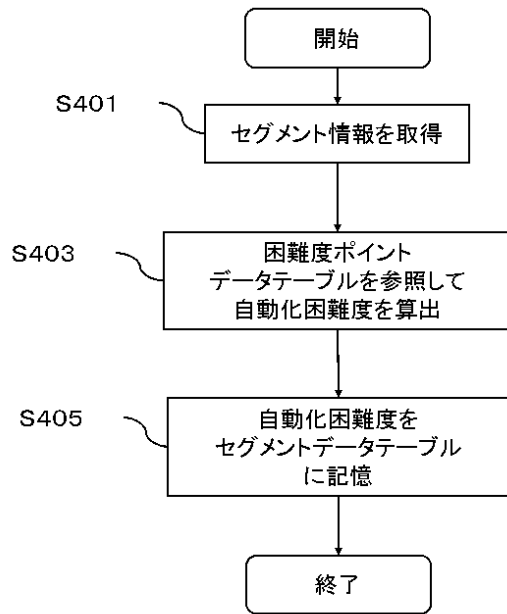 開始
S401
セグメント情報を取得
S403
困難度ポイント
データテーブルを参照して
自動化困難度を算出
S405
自動化困難度を
セグメントデータテーブル
に記憶
終了